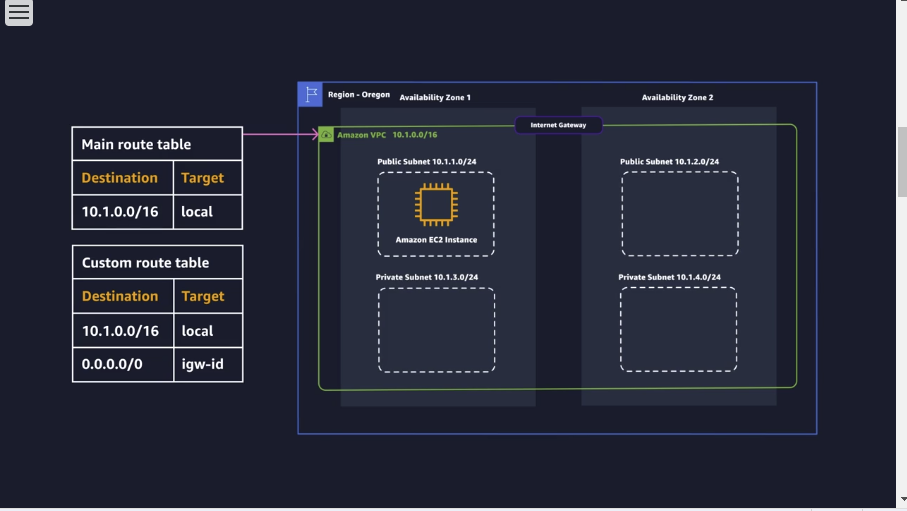 Main route table
Destination Target
10.1.0.0/16 local
Custom route table
Destination Target
10.1.0.0/16 local
0.0.0.0/0 igw-id
Region - Oregon
Availability Zone 1
Availability Zone 2
Internet Gateway
Amazon VPC 10.1.0.0/16
Public Subnet 10.1.1.0/24
Public Subnet 10.1.2.0/24
Amazon EC2 Instance
Private Subnet 10.1.3.0/24
Private Subnet 10.1.4.0/24